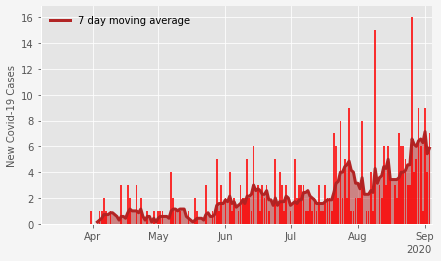 7 day moving average
New Covid-19 Cases
16
14
12
10
8
6
4
2
0
Apr
May
Jun
Jul
Aug
Sep
2020